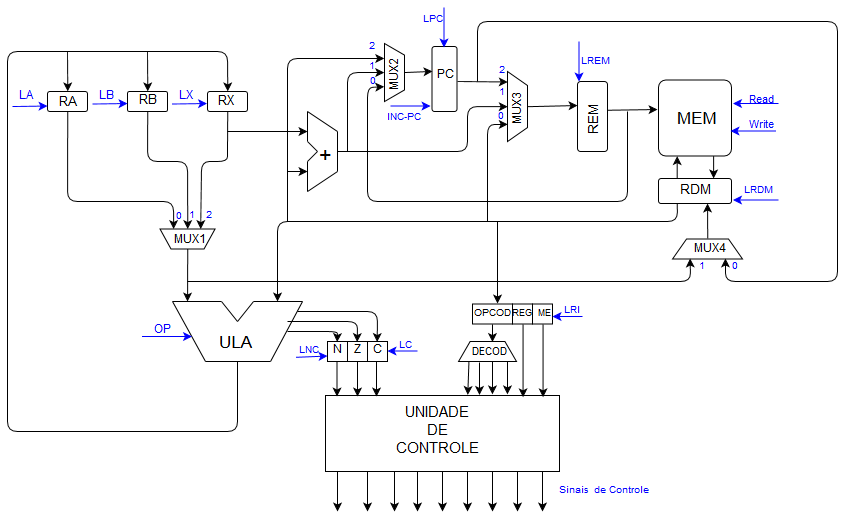 LPC
2
1
0
MUX2
PC
INC-PC
2
1
0
MUX3
LREM
REM
MEM
Read
Write
RDM
LRDM
MUX4
1
0
LA
RA
LB
RB
LX
RX
+
0
1
2
MUX1
OP
ULA
LNC
N
Z
C
LC
OPCOD
REG
ME
LRI
DECOD
UNIDADE
DE
CONTROLE
Sinais de Controle